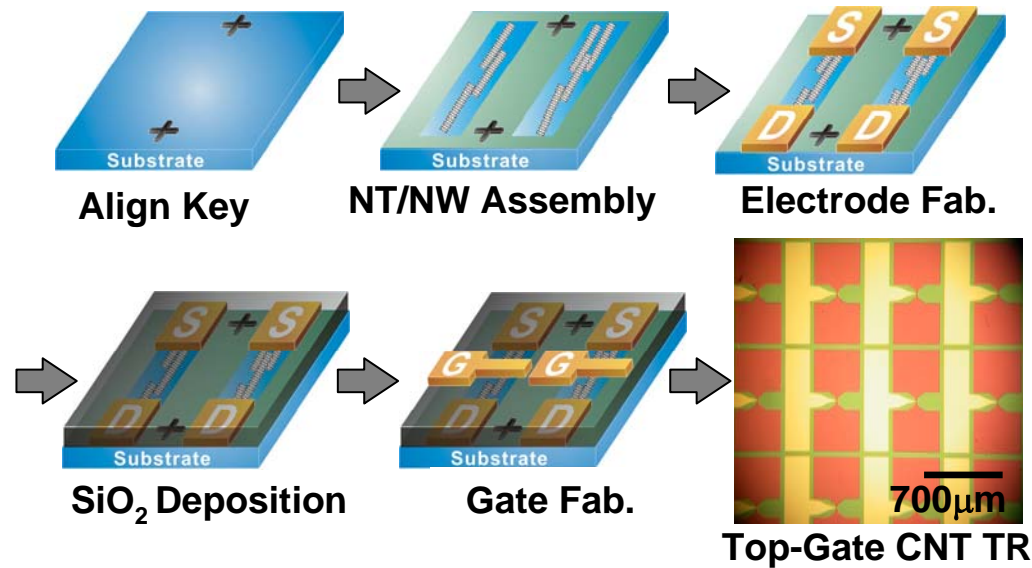 Substrate
Align Key
Substrate
NT/NW Assembly
S S
D D
Substrate
Electrode Fab.
S S
D D
Substrate
SiO₂ Deposition
S S
G G
D D
Substrate
Gate Fab.
700μm
Top-Gate CNT TR